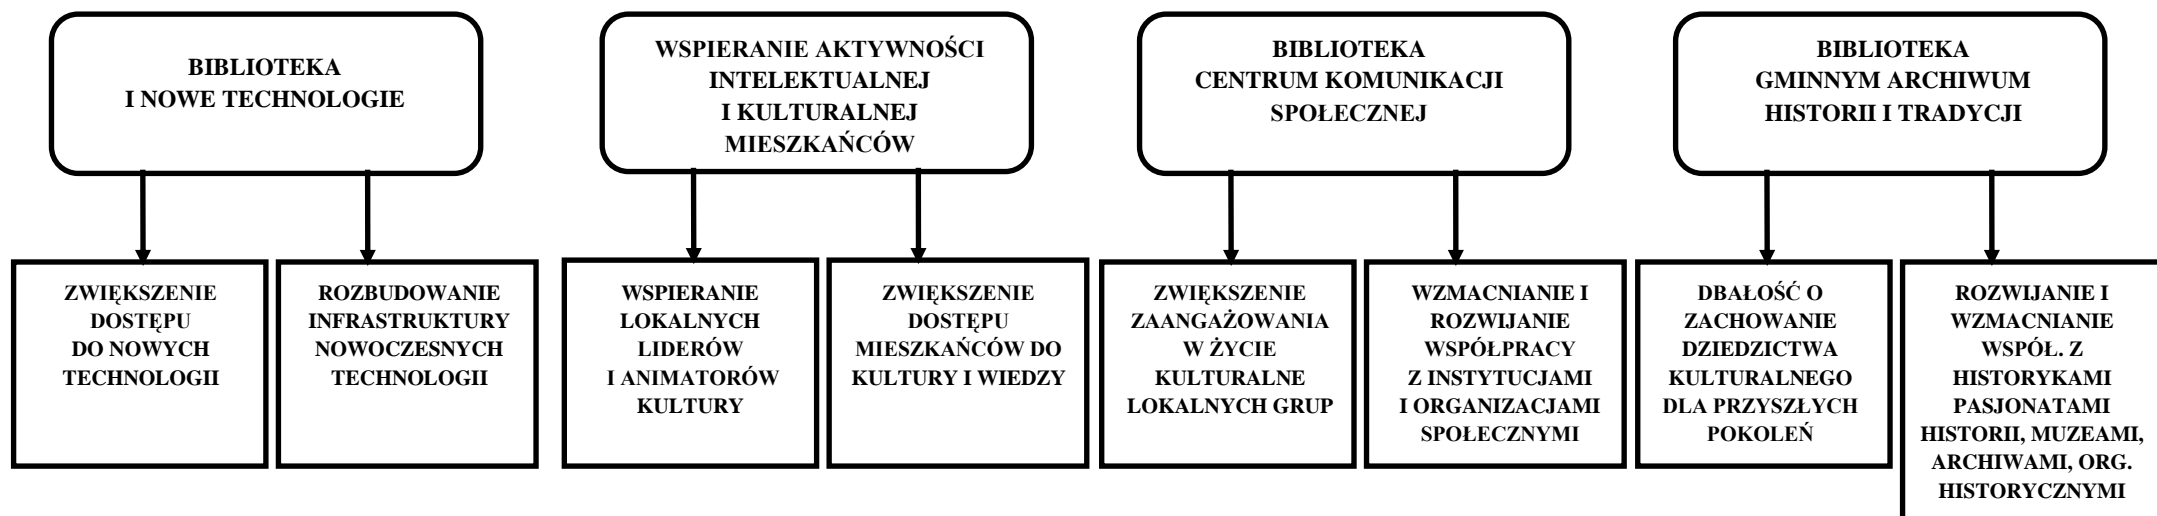 BIBLIOTEKA
I NOWE TECHNOLOGIE
WSPIERANIE AKTYWNOŚCI
INTELEKTUALNEJ
I KULTURALNEJ
MIESZKAŃCÓW
BIBLIOTEKA
CENTRUM KOMUNIKACJI
SPOŁECZNEJ
BIBLIOTEKA
GMINNYM ARCHIWUM
HISTORII I TRADYCJI
ZWIĘKSZENIE
DOSTĘPU
DO NOWYCH
TECHNOLOGII
ROZBUDOWANIE
INFRASTRUKTURY
NOWOCZESNYCH
TECHNOLOGII
WSPIERANIE
LOKALNYCH
LIDERÓW
I ANIMATORÓW
KULTURY
ZWIĘKSZENIE
DOSTĘPU
MIESZKAŃCÓW DO
KULTURY I WIEDZY
ZWIĘKSZENIE
ZAANGAŻOWANIA
W ŻYCIE
KULTURALNE
LOKALNYCH GRUP
WZMACNIANIE I
ROZWIJANIE
WSPÓŁPRACY
Z INSTYTUCJAMI
I ORGANIZACJAMI
SPOŁECZNYMI
DBAŁOŚĆ O
ZACHOWANIE
DZIEDZICTWA
KULTURALNEGO
DLA PRZYSZŁYCH
POKOLEŃ
ROZWIJANIE I
WZMACNIANIE
WSPÓŁ. Z
HISTORYKAMI
PASJONATAMI
HISTORII, MUZEAMI,
ARCHIWAMI, ORG.
HISTORYCZNYMI